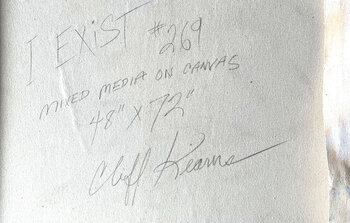 I EXIST #269
MIXED MEDIA ON CANVAS
48" X 72"
Cliff Kearns